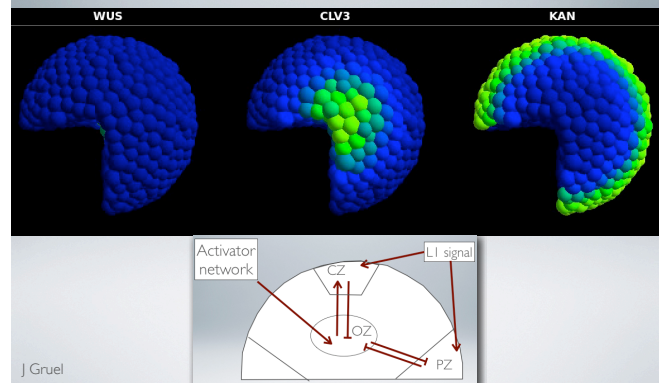 WUS CLV3 KAN
Activator
network
L1 signal
CZ
OZ
PZ
J Gruel